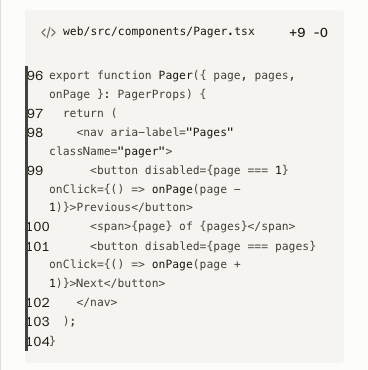 </> web/src/components/Pager.tsx +9 -0
96 export function Pager({ page, pages,
onPage }: PagerProps) {
97   return (
98     <nav aria-label="Pages"
className="pager">
99       <button disabled={page === 1}
onClick={() => onPage(page −
1)}>Previous</button>
100       <span>{page} of {pages}</span>
101       <button disabled={page === pages}
onClick={() => onPage(page +
1)}>Next</button>
102     </nav>
103   );
104 }